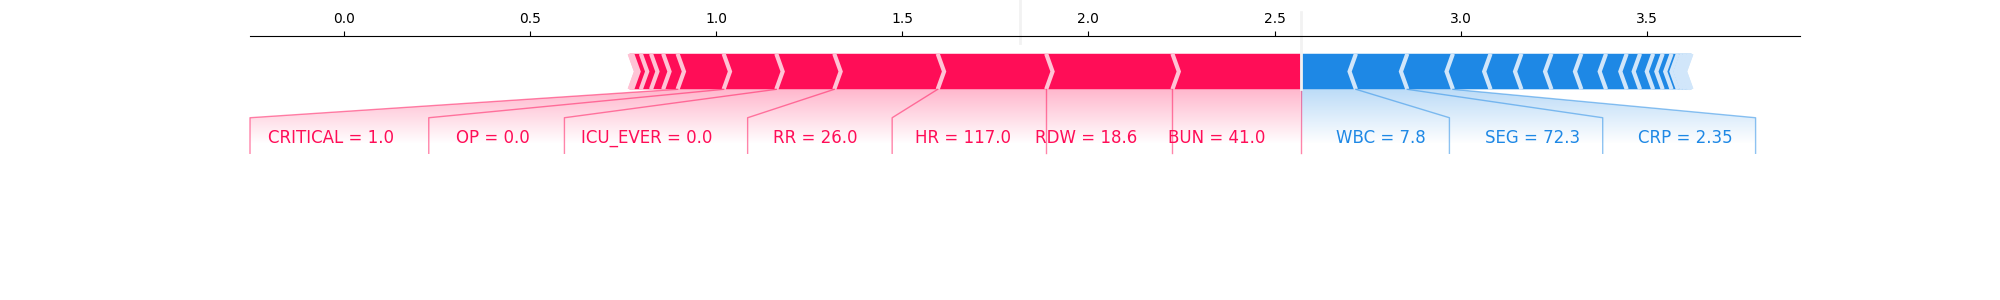 0.0 0.5 1.0 1.5 2.0 2.5 3.0 3.5
CRITICAL = 1.0 OP = 0.0 ICU_EVER = 0.0 RR = 26.0 HR = 117.0 RDW = 18.6 BUN = 41.0 WBC = 7.8 SEG = 72.3 CRP = 2.35